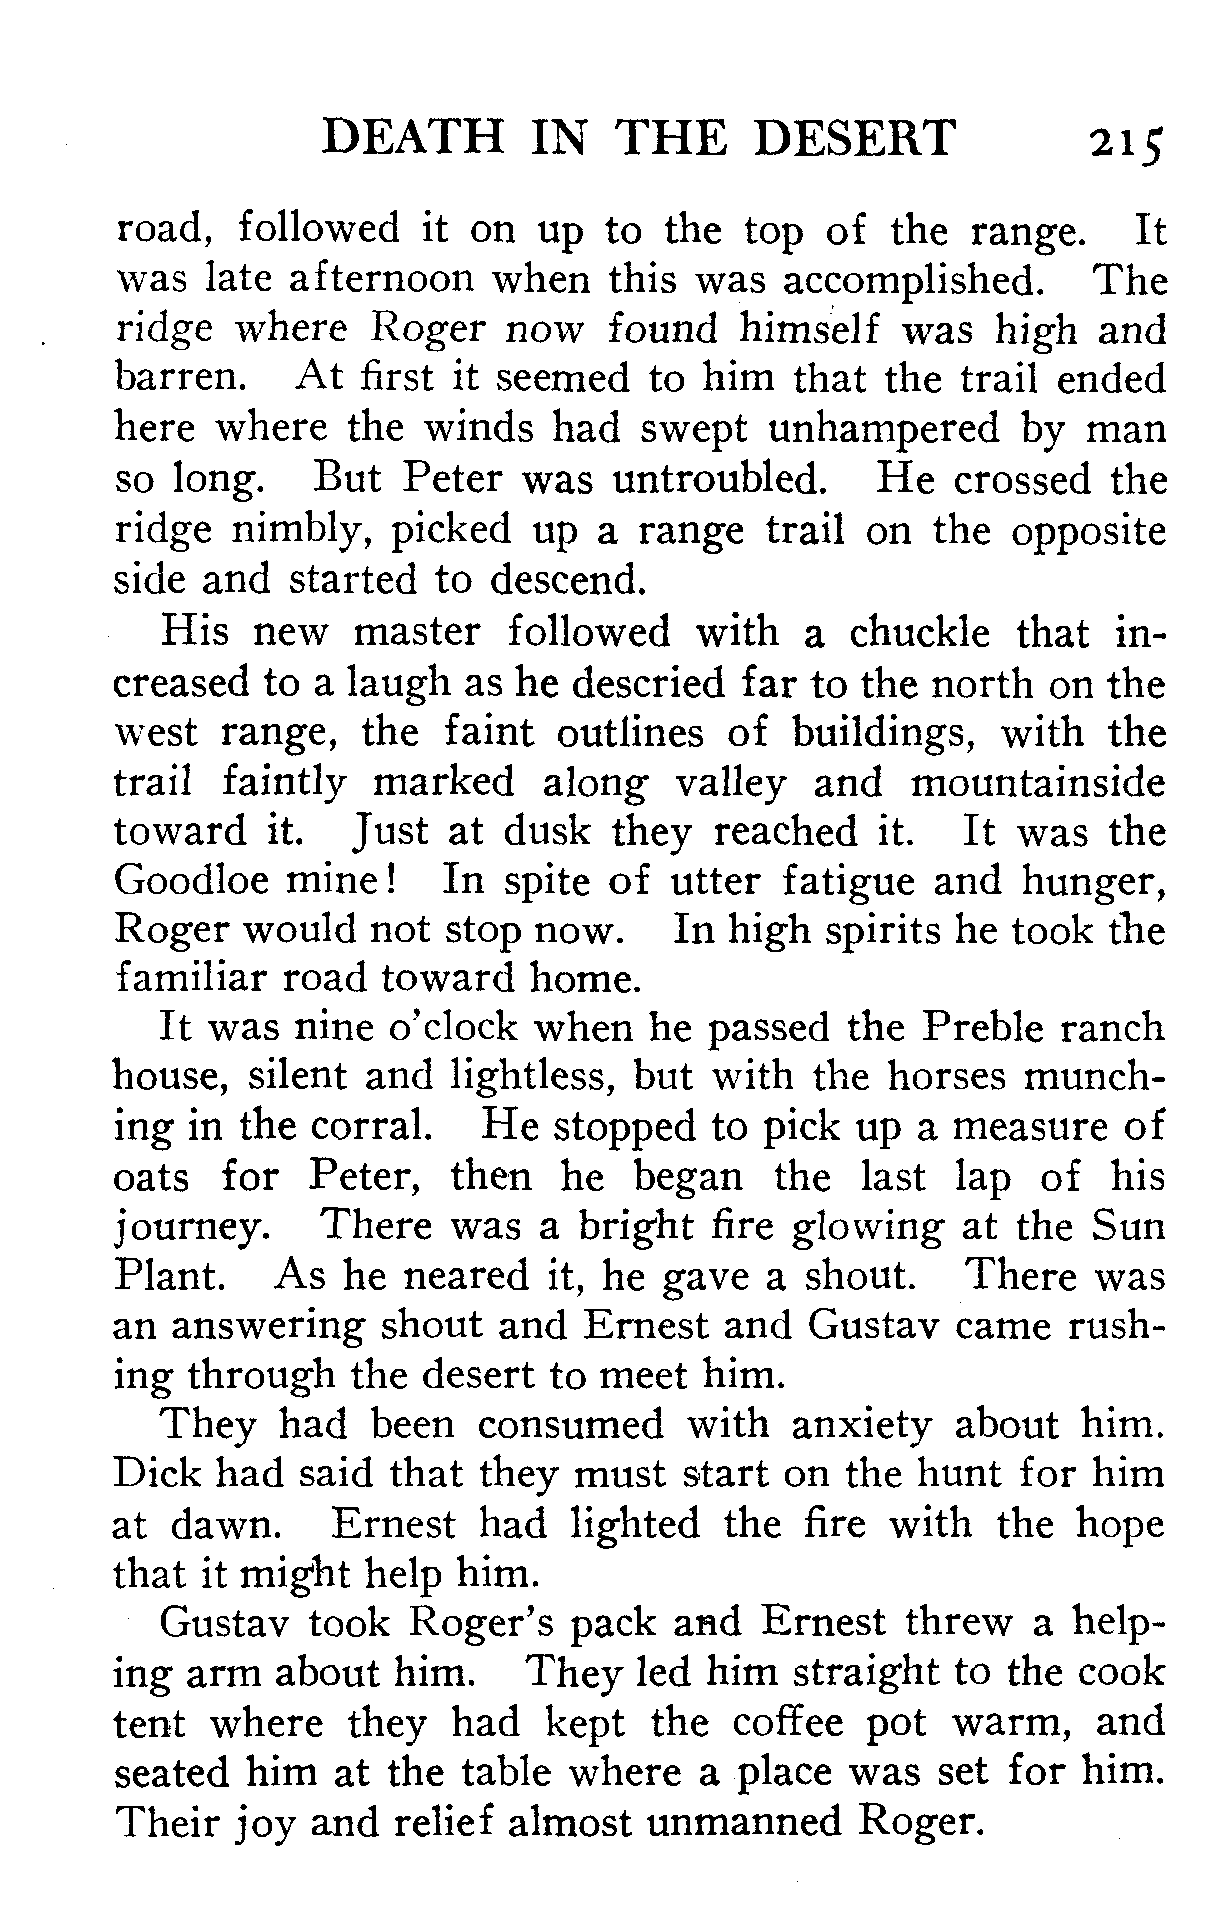 DEATH IN THE DESERT 215
road, followed it on up to the top of the range. It
was late afternoon when this was accomplished. The
ridge where Roger now found himself was high and
barren. At first it seemed to him that the trail ended
here where the winds had swept unhampered by man
so long. But Peter was untroubled. He crossed the
ridge nimbly, picked up a range trail on the opposite
side and started to descend.
His new master followed with a chuckle that in-
creased to a laugh as he descried far to the north on the
west range, the faint outlines of buildings, with the
trail faintly marked along valley and mountainside
toward it. Just at dusk they reached it. It was the
Goodloe mine! In spite of utter fatigue and hunger,
Roger would not stop now. In high spirits he took the
familiar road toward home.
It was nine o'clock when he passed the Preble ranch
house, silent and lightless, but with the horses munch-
ing in the corral. He stopped to pick up a measure of
oats for Peter, then he began the last lap of his
journey. There was a bright fire glowing at the Sun
Plant. As he neared it, he gave a shout. There was
an answering shout and Ernest and Gustav came rush-
ing through the desert to meet him.
They had been consumed with anxiety about him.
Dick had said that they must start on the hunt for him
at dawn. Ernest had lighted the fire with the hope
that it might help him.
Gustav took Roger's pack and Ernest threw a help-
ing arm about him. They led him straight to the cook
tent where they had kept the coffee pot warm, and
seated him at the table where a place was set for him.
Their joy and relief almost unmanned Roger.